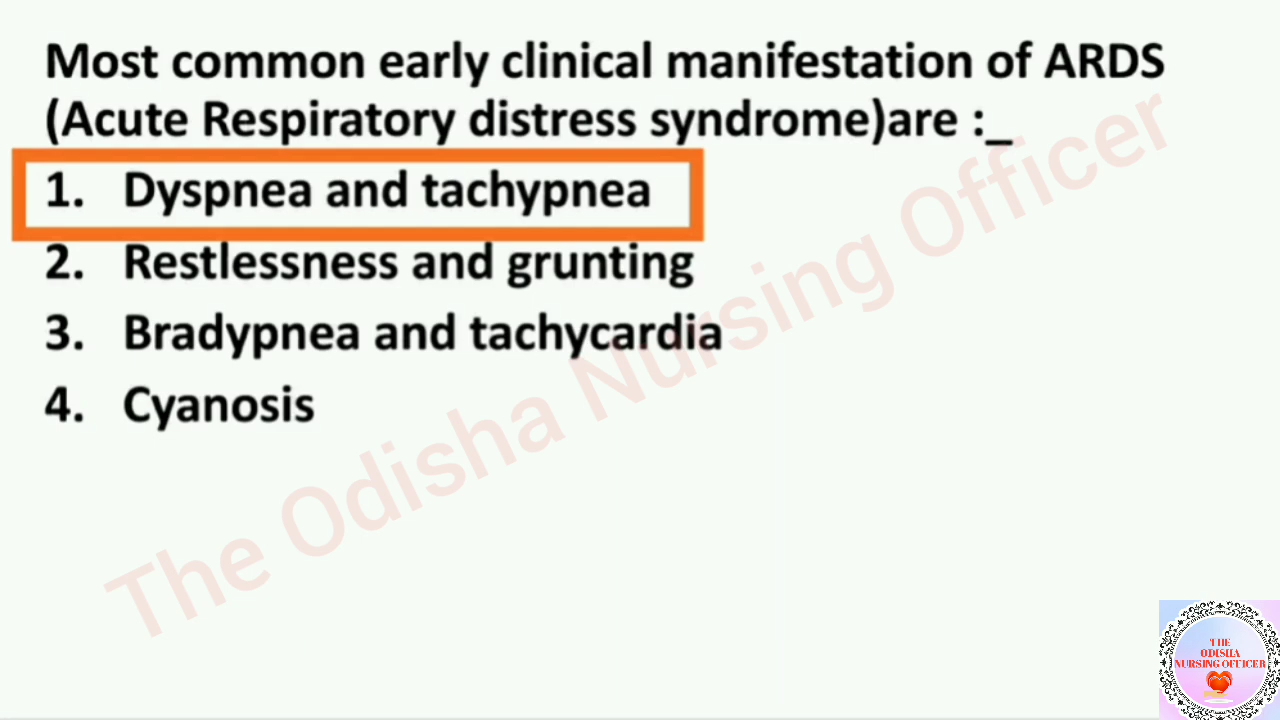 Most common early clinical manifestation of ARDS
(Acute Respiratory distress syndrome)are :_
1. Dyspnea and tachypnea
2. Restlessness and grunting
3. Bradypnea and tachycardia
4. Cyanosis
The Odisha Nursing Officer
THE
ODISHA
NURSING OFFICER